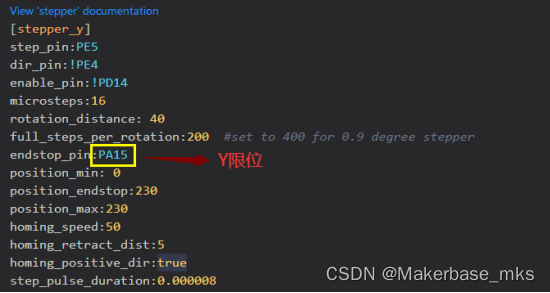 View 'stepper' documentation
[stepper_y]
step_pin:PE5
dir_pin:!PE4
enable_pin:!PD14
microsteps:16
rotation_distance: 40
full_steps_per_rotation:200  #set to 400 for 0.9 degree stepper
endstop_pin:PA15 Y限位
position_min: 0
position_endstop:230
position_max:230
homing_speed:50
homing_retract_dist:5
homing_positive_dir:true
step_pulse_duration:0.000008
CSDN @Makerbase_mks